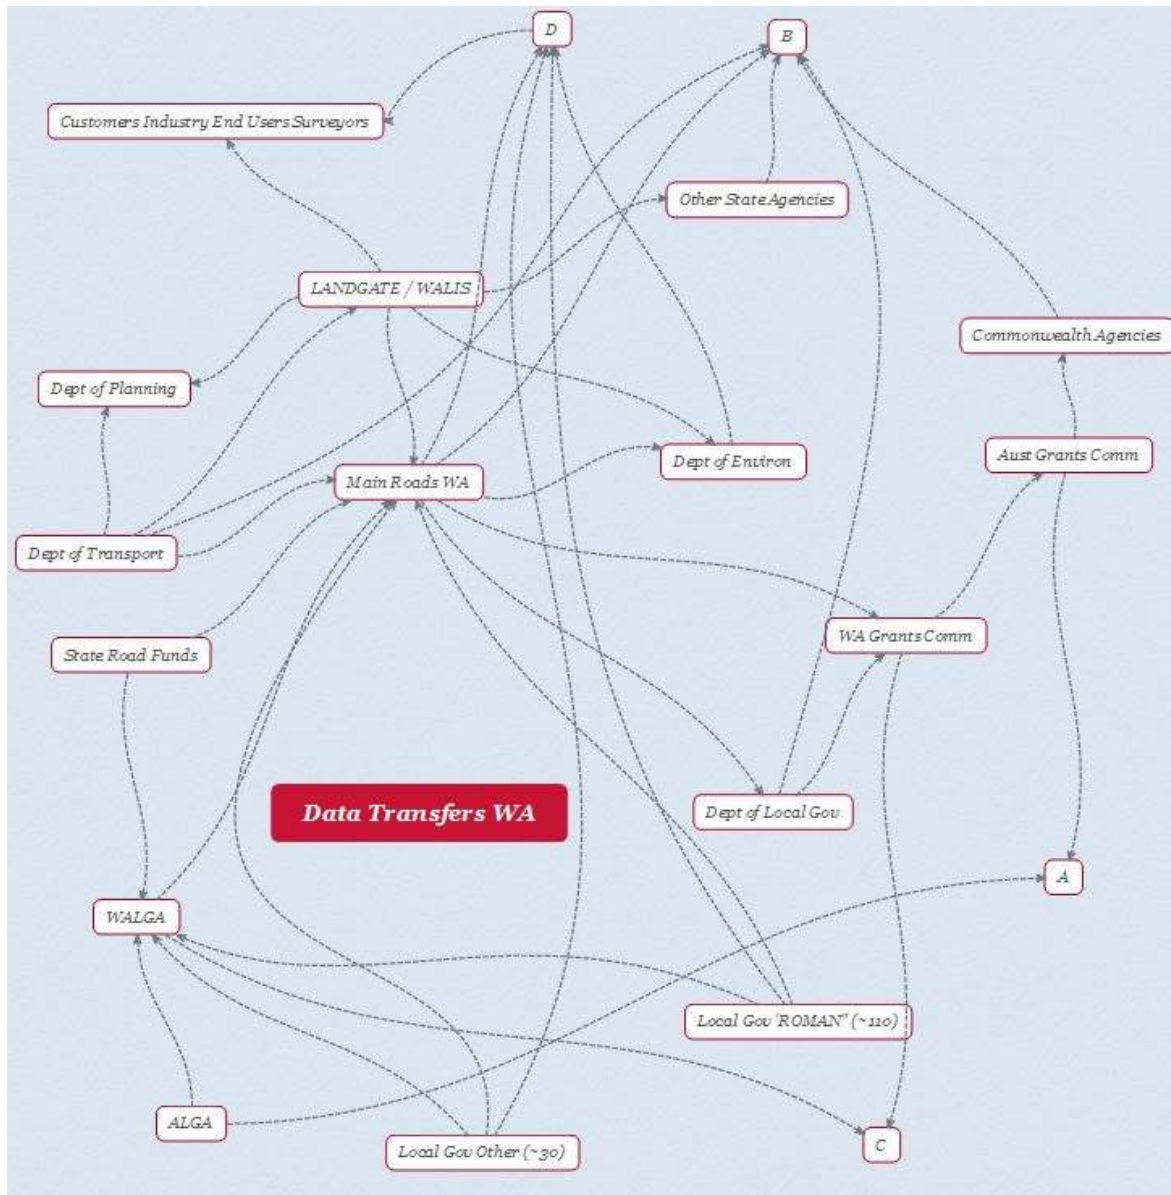 D
B
Customers Industry End Users Surveyors
Other State Agencies
LANDGATE / WALIS
Commonwealth Agencies
Dept of Planning
Dept of Environ
Aust Grants Comm
Main Roads WA
Dept of Transport
WA Grants Comm
State Road Funds
Data Transfers WA
Dept of Local Gov
A
WALGA
Local Gov 'ROMAN" (~110)
ALGA
Local Gov Other (~30)
C